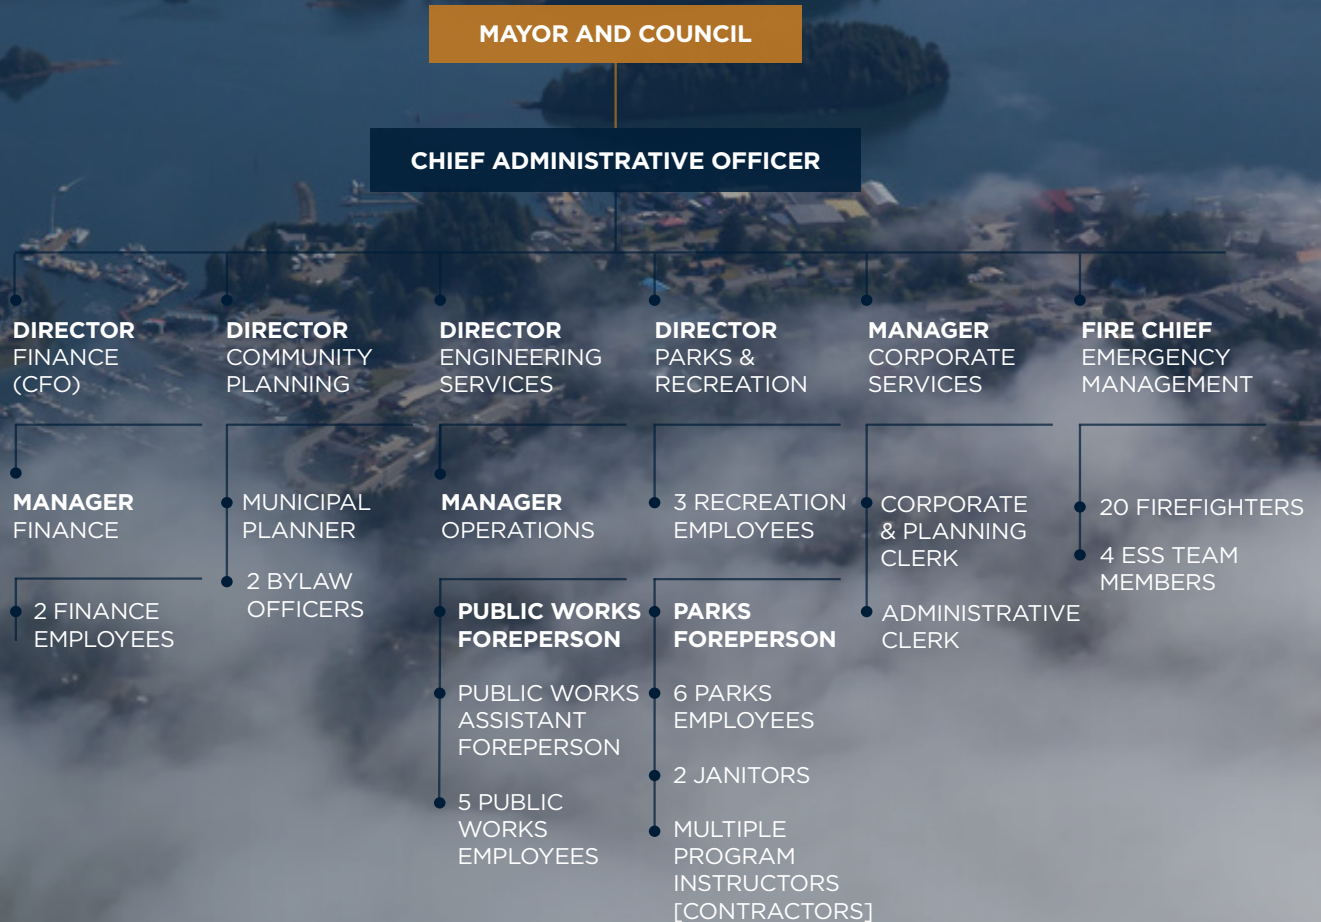 MAYOR AND COUNCIL
CHIEF ADMINISTRATIVE OFFICER
DIRECTOR
FINANCE
(CFO)
MANAGER
FINANCE
2 FINANCE
EMPLOYEES
DIRECTOR
COMMUNITY
PLANNING
MUNICIPAL
PLANNER
2 BYLAW
OFFICERS
DIRECTOR
ENGINEERING
SERVICES
MANAGER
OPERATIONS
PUBLIC WORKS
FOREPERSON
PUBLIC WORKS
ASSISTANT
FOREPERSON
5 PUBLIC
WORKS
EMPLOYEES
DIRECTOR
PARKS &
RECREATION
3 RECREATION
EMPLOYEES
PARKS
FOREPERSON
6 PARKS
EMPLOYEES
2 JANITORS
MULTIPLE
PROGRAM
INSTRUCTORS
[CONTRACTORS]
MANAGER
CORPORATE
SERVICES
CORPORATE
& PLANNING
CLERK
ADMINISTRATIVE
CLERK
FIRE CHIEF
EMERGENCY
MANAGEMENT
20 FIREFIGHTERS
4 ESS TEAM
MEMBERS